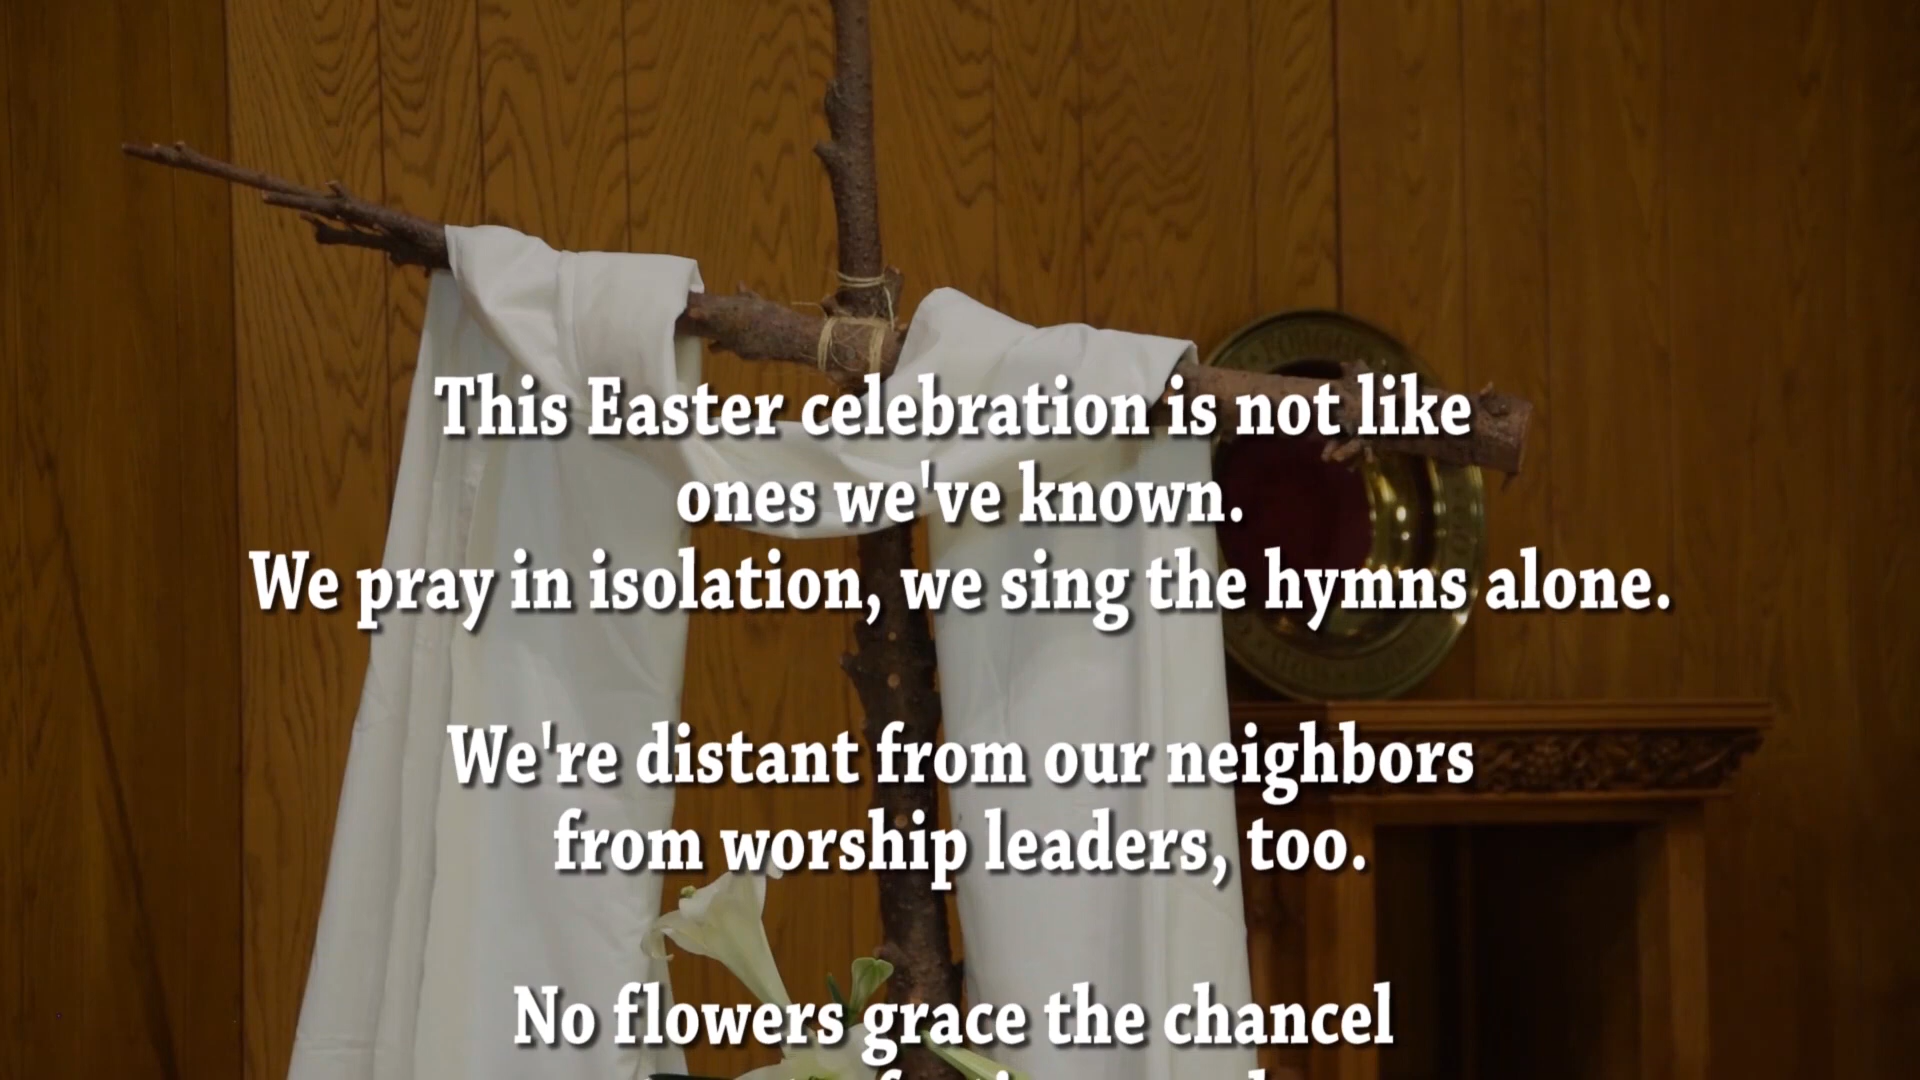 This Easter celebration is not like
ones we've known.
We pray in isolation, we sing the hymns alone.
We're distant from our neighbors
from worship leaders, too.
No flowers grace the chancel